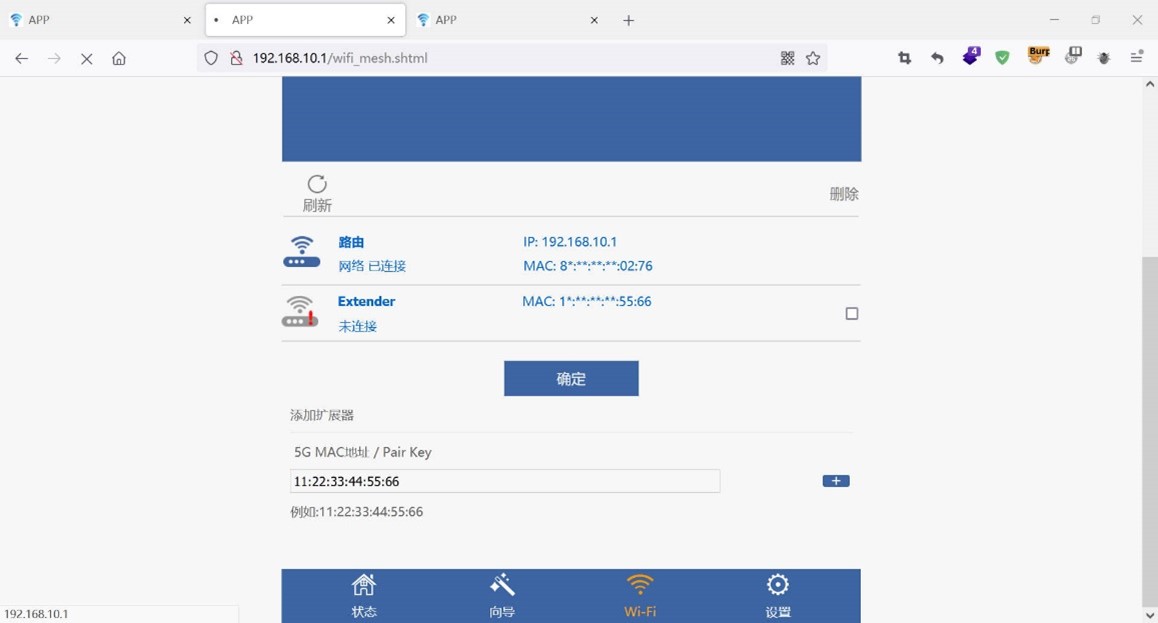 APP
APP
APP
192.168.10.1/wifi_mesh.shtml
4
Burp
刷新
删除
路由
IP: 192.168.10.1
网络 已连接
MAC: 8*:**:**:**:02:76
Extender
MAC: 1*:**:**:**:55:66
未连接
确定
添加扩展器
5G MAC地址 / Pair Key
11:22:33:44:55:66
+
例如:11:22:33:44:55:66
状态
向导
Wi-Fi
设置
192.168.10.1